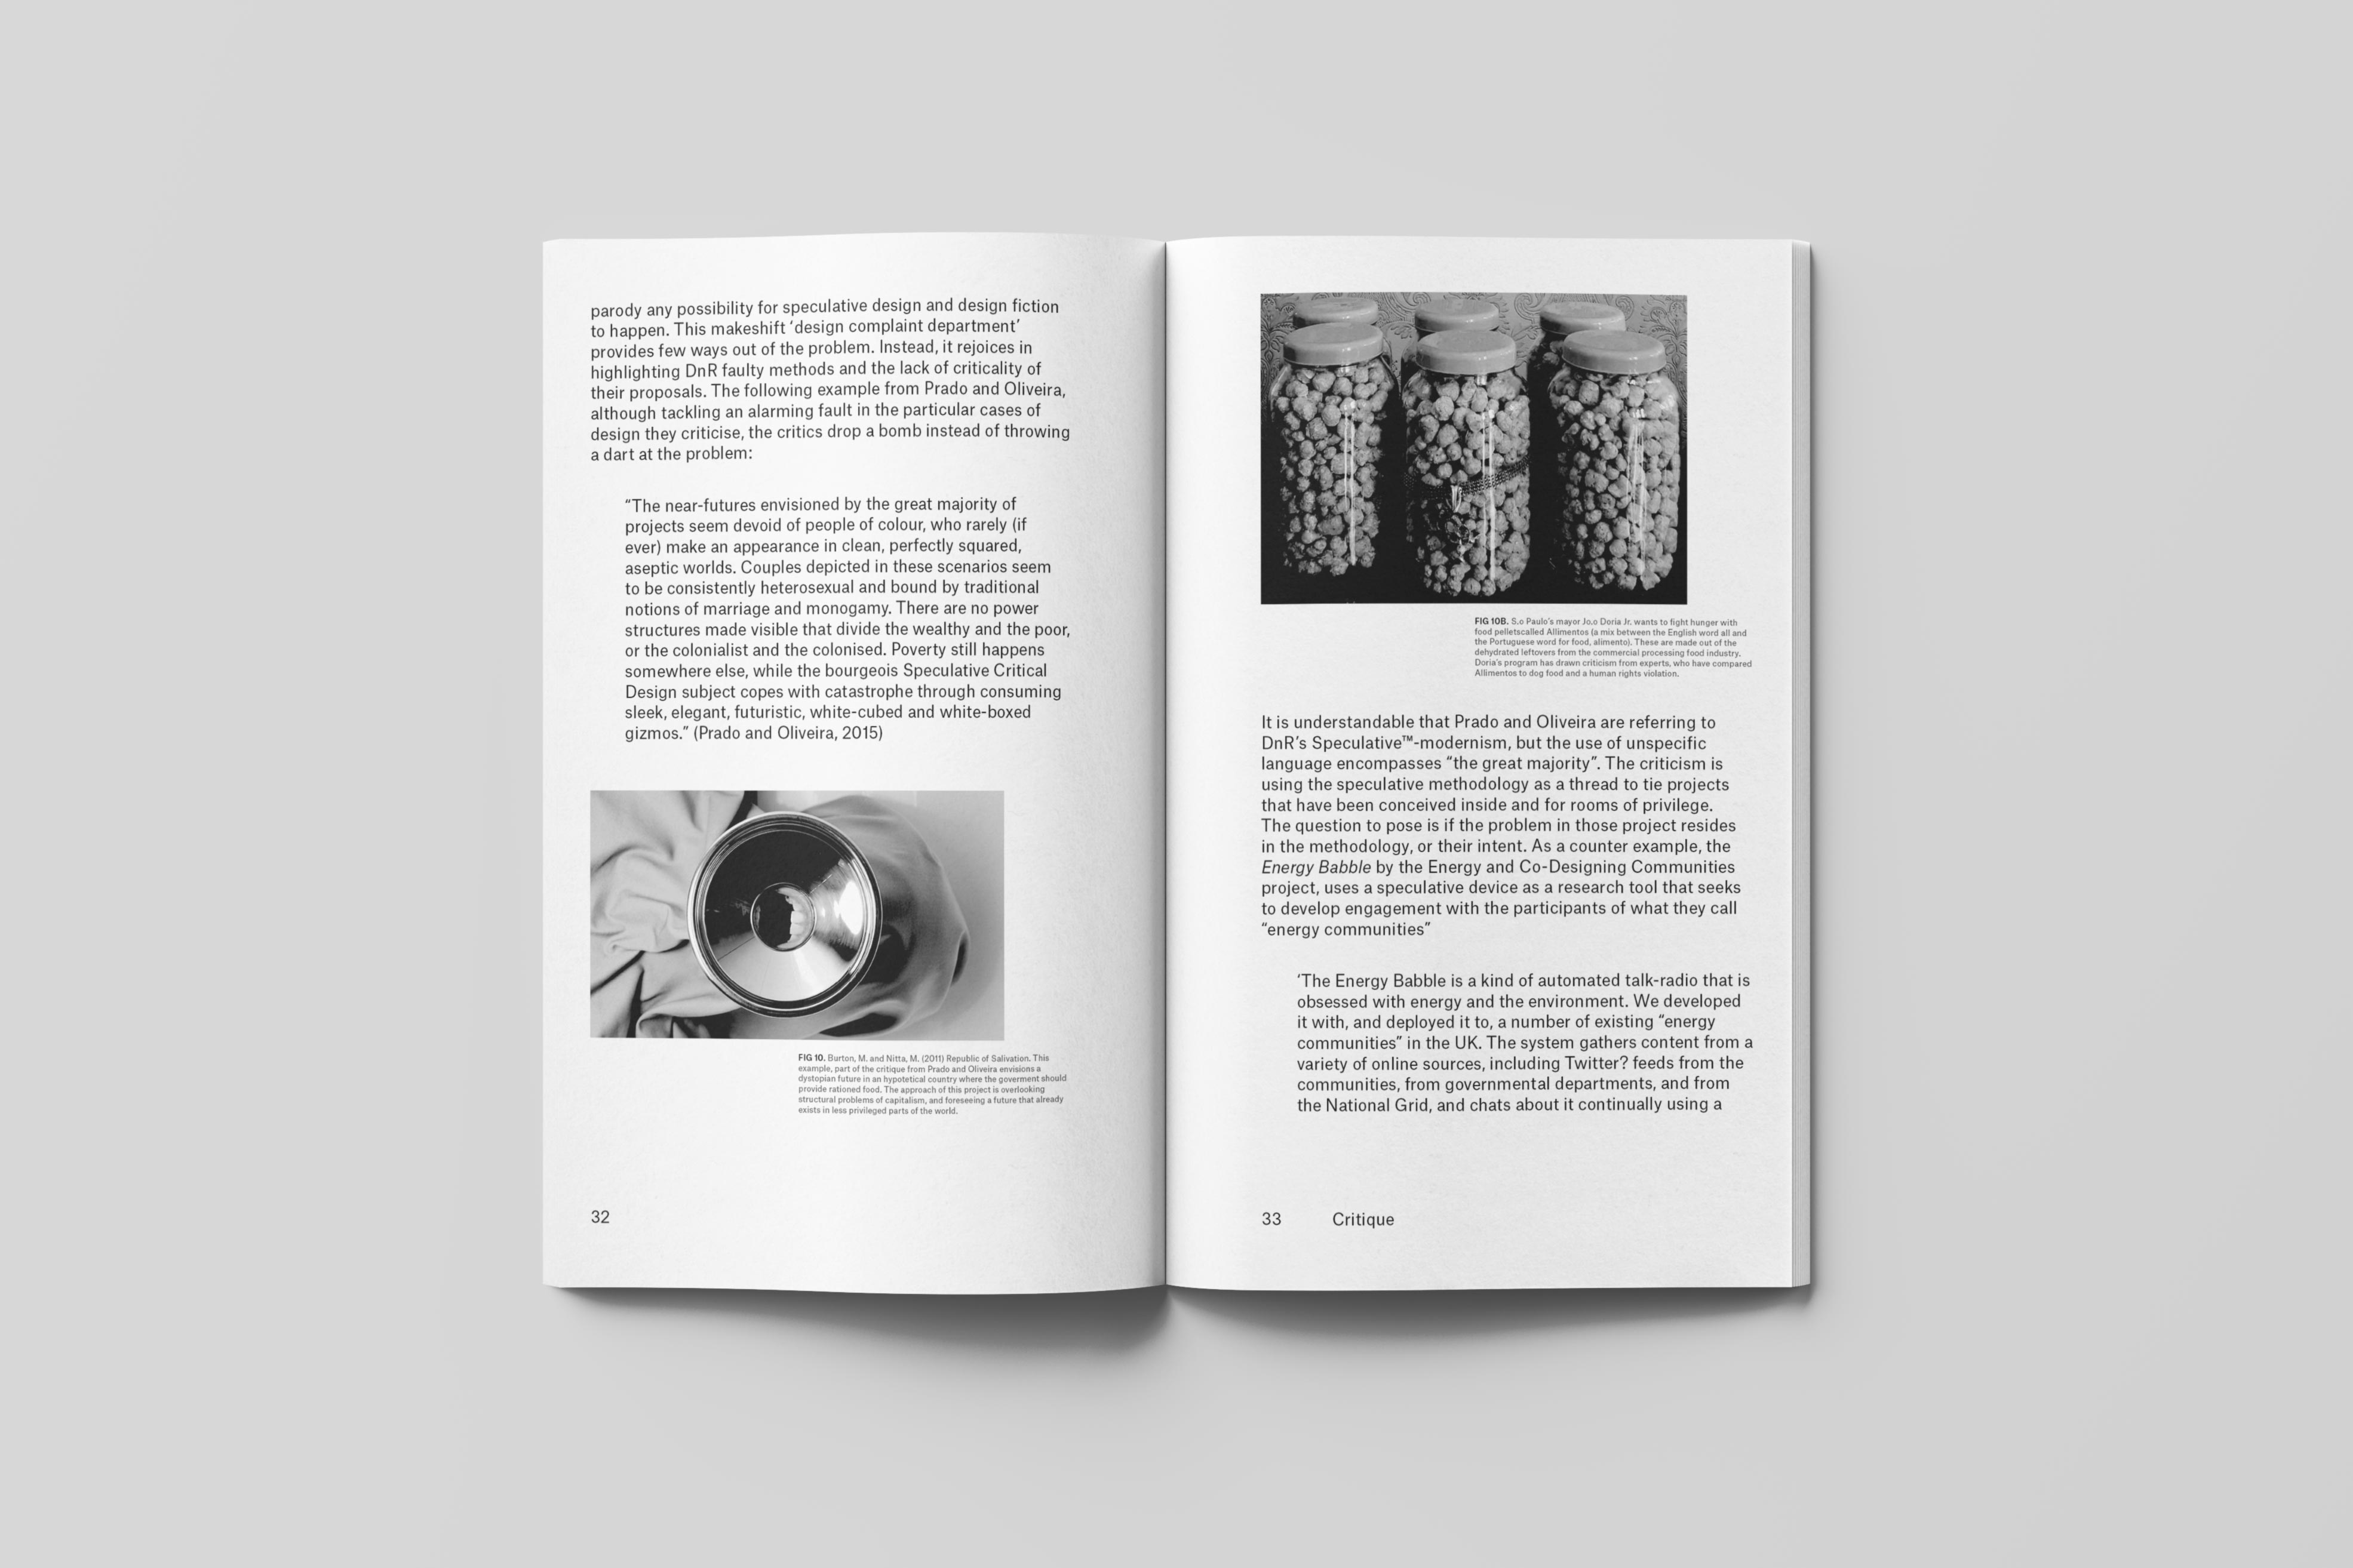 parody any possibility for speculative design and design fiction
to happen. This makeshift ‘design complaint department’
provides few ways out of the problem. Instead, it rejoices in
highlighting DnR faulty methods and the lack of criticality of
their proposals. The following example from Prado and Oliveira,
although tackling an alarming fault in the particular cases of
design they criticise, the critics drop a bomb instead of throwing
a dart at the problem:
“The near-futures envisioned by the great majority of
projects seem devoid of people of colour, who rarely (if
ever) make an appearance in clean, perfectly squared,
aseptic worlds. Couples depicted in these scenarios seem
to be consistently heterosexual and bound by traditional
notions of marriage and monogamy. There are no power
structures made visible that divide the wealthy and the poor,
or the colonialist and the colonised. Poverty still happens
somewhere else, while the bourgeois Speculative Critical
Design subject copes with catastrophe through consuming
sleek, elegant, futuristic, white-cubed and white-boxed
gizmos.” (Prado and Oliveira, 2015)
FIG 10. Burton, M. and Nitta, M. (2011) Republic of Salivation. This
example, part of the critique from Prado and Oliveira envisions a
dystopian future in an hypotetical country where the goverment should
provide rationed food. The approach of this project is overlooking
structural problems of capitalism, and foreseeing a future that already
exists in less privileged parts of the world.
32
FIG 10B. S.o Paulo’s mayor Jo.o Doria Jr. wants to fight hunger with
food pelletscalled Allimentos (a mix between the English word all and
the Portuguese word for food, alimento). These are made out of the
dehydrated leftovers from the commercial processing food industry.
Doria’s program has drawn criticism from experts, who have compared
Allimentos to dog food and a human rights violation.
It is understandable that Prado and Oliveira are referring to
DnR’s Speculative™-modernism, but the use of unspecific
language encompasses “the great majority”. The criticism is
using the speculative methodology as a thread to tie projects
that have been conceived inside and for rooms of privilege.
The question to pose is if the problem in those project resides
in the methodology, or their intent. As a counter example, the
Energy Babble by the Energy and Co-Designing Communities
project, uses a speculative device as a research tool that seeks
to develop engagement with the participants of what they call
“energy communities”
‘The Energy Babble is a kind of automated talk-radio that is
obsessed with energy and the environment. We developed
it with, and deployed it to, a number of existing “energy
communities” in the UK. The system gathers content from a
variety of online sources, including Twitter? feeds from the
communities, from governmental departments, and from
the National Grid, and chats about it continually using a
33 Critique